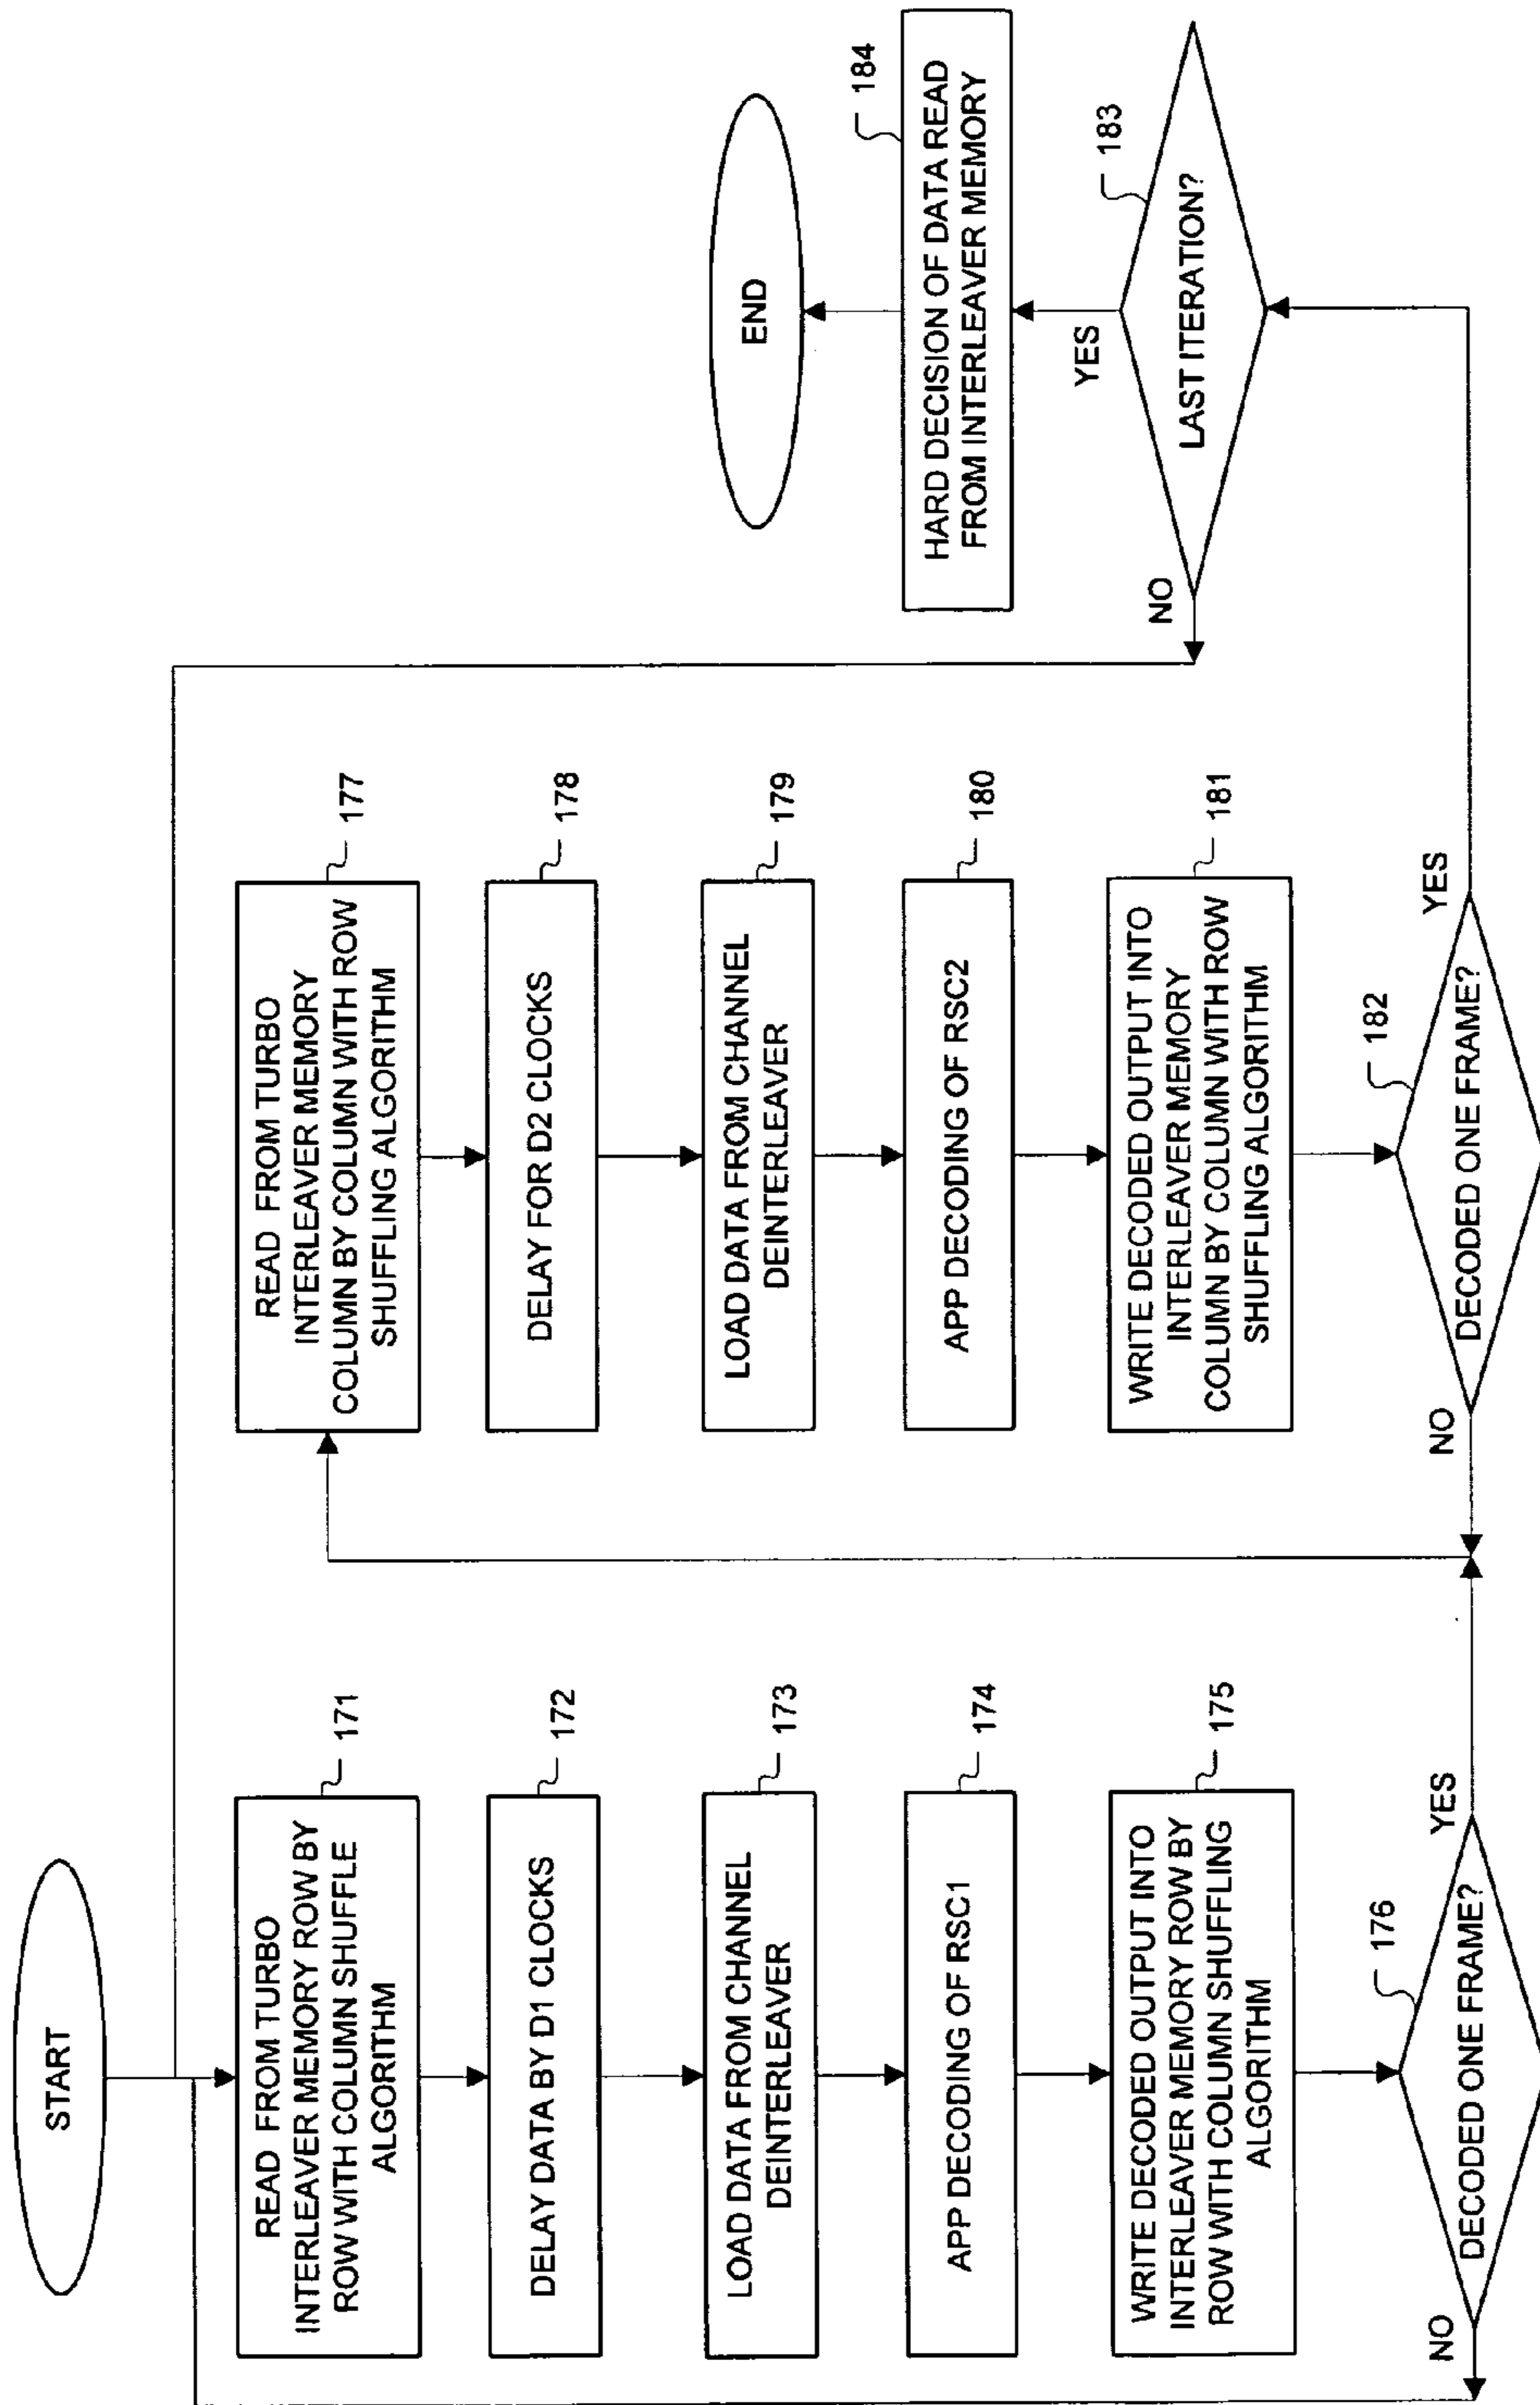 START
READ FROM TURBO
INTERLEAVER MEMORY ROW BY
ROW WITH COLUMN SHUFFLE
ALGORITHM
171
DELAY DATA BY D1 CLOCKS
172
LOAD DATA FROM CHANNEL
DEINTERLEAVER
173
APP DECODING OF RSC1
174
WRITE DECODED OUTPUT INTO
INTERLEAVER MEMORY ROW BY
ROW WITH COLUMN SHUFFLING
ALGORITHM
175
176
DECODED ONE FRAME?
NO
YES
READ FROM TURBO
INTERLEAVER MEMORY
COLUMN BY COLUMN WITH ROW
SHUFFLING ALGORITHM
177
DELAY FOR D2 CLOCKS
178
LOAD DATA FROM CHANNEL
DEINTERLEAVER
179
APP DECODING OF RSC2
180
WRITE DECODED OUTPUT INTO
INTERLEAVER MEMORY
COLUMN BY COLUMN WITH ROW
SHUFFLING ALGORITHM
181
182
DECODED ONE FRAME?
NO
YES
END
184
HARD DECISION OF DATA READ
FROM INTERLEAVER MEMORY
YES
183
LAST ITERATION?
NO